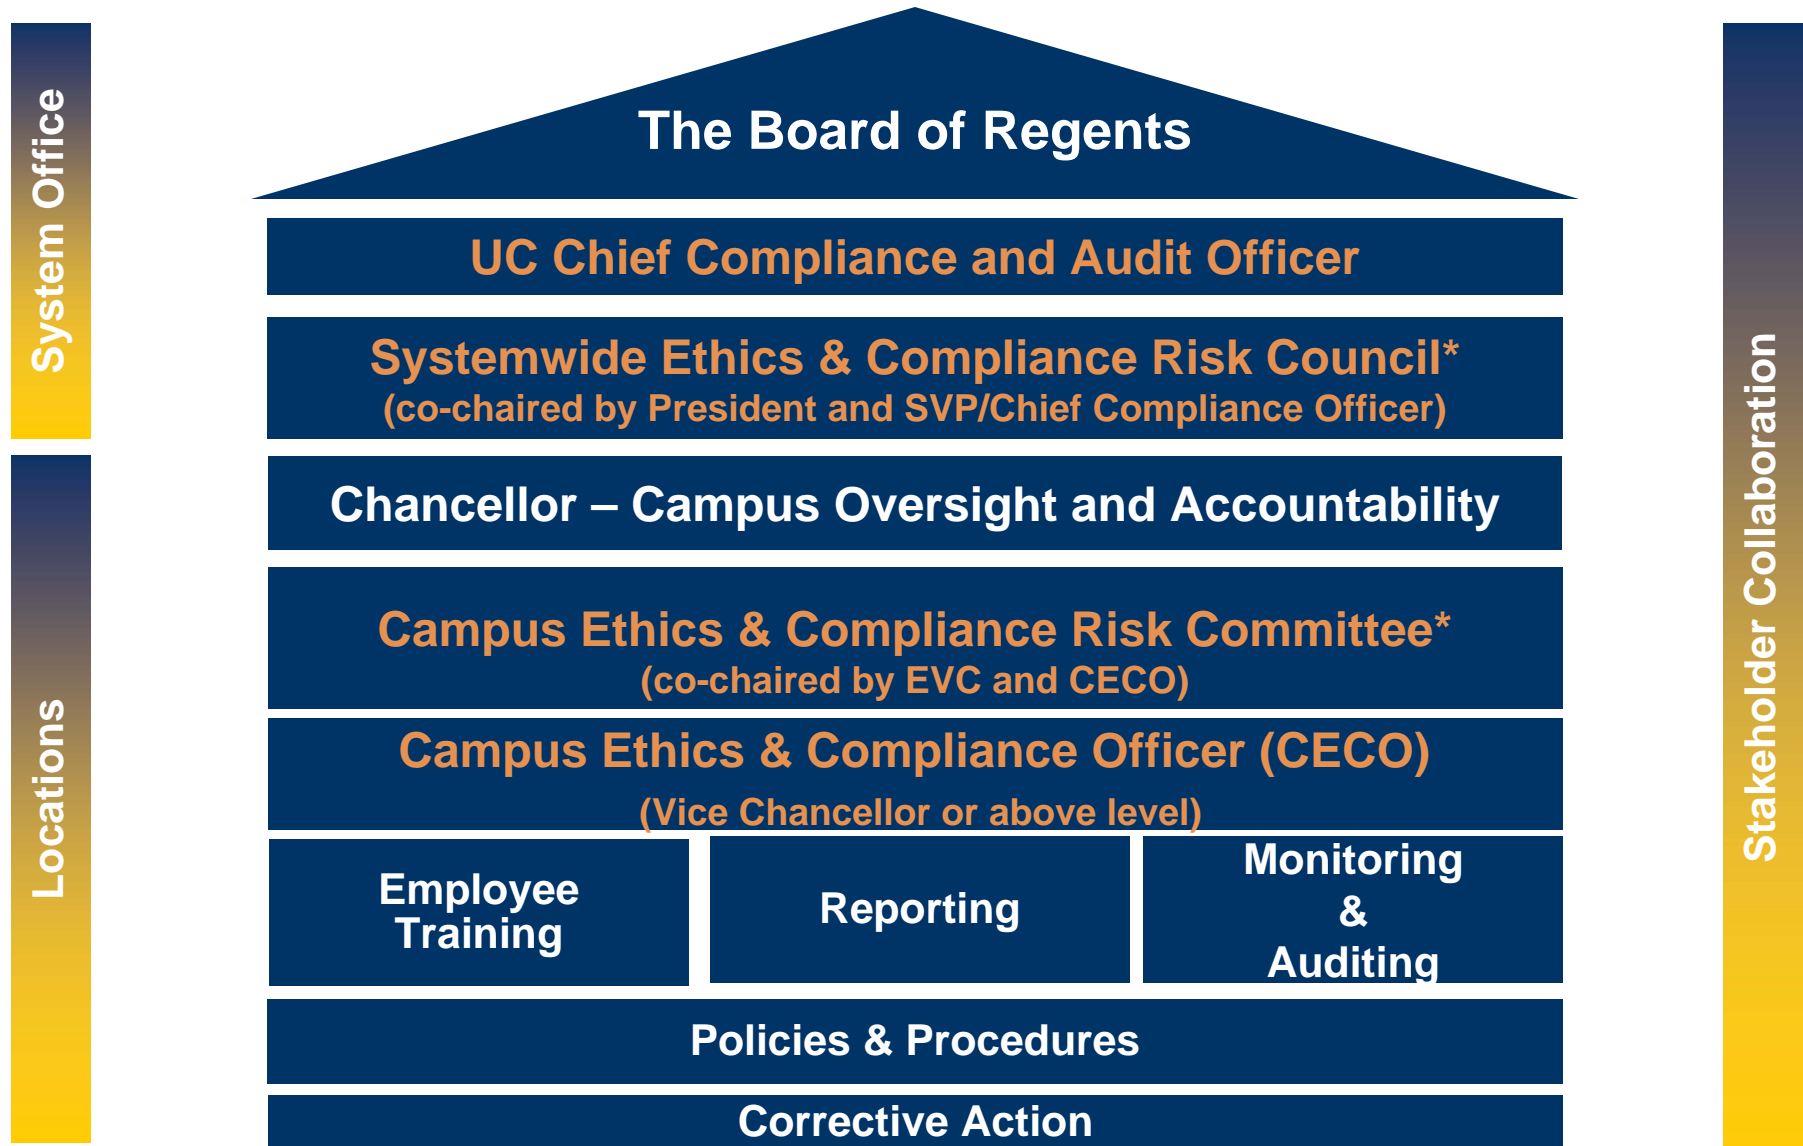 The Board of Regents
System Office
UC Chief Compliance and Audit Officer
Systemwide Ethics & Compliance Risk Council*
(co-chaired by President and SVP/Chief Compliance Officer)
Chancellor – Campus Oversight and Accountability
Campus Ethics & Compliance Risk Committee*
(co-chaired by EVC and CECO)
Campus Ethics & Compliance Officer (CECO)
(Vice Chancellor or above level)
Locations
Employee
Training
Reporting
Monitoring
&
Auditing
Policies & Procedures
Corrective Action
Stakeholder Collaboration